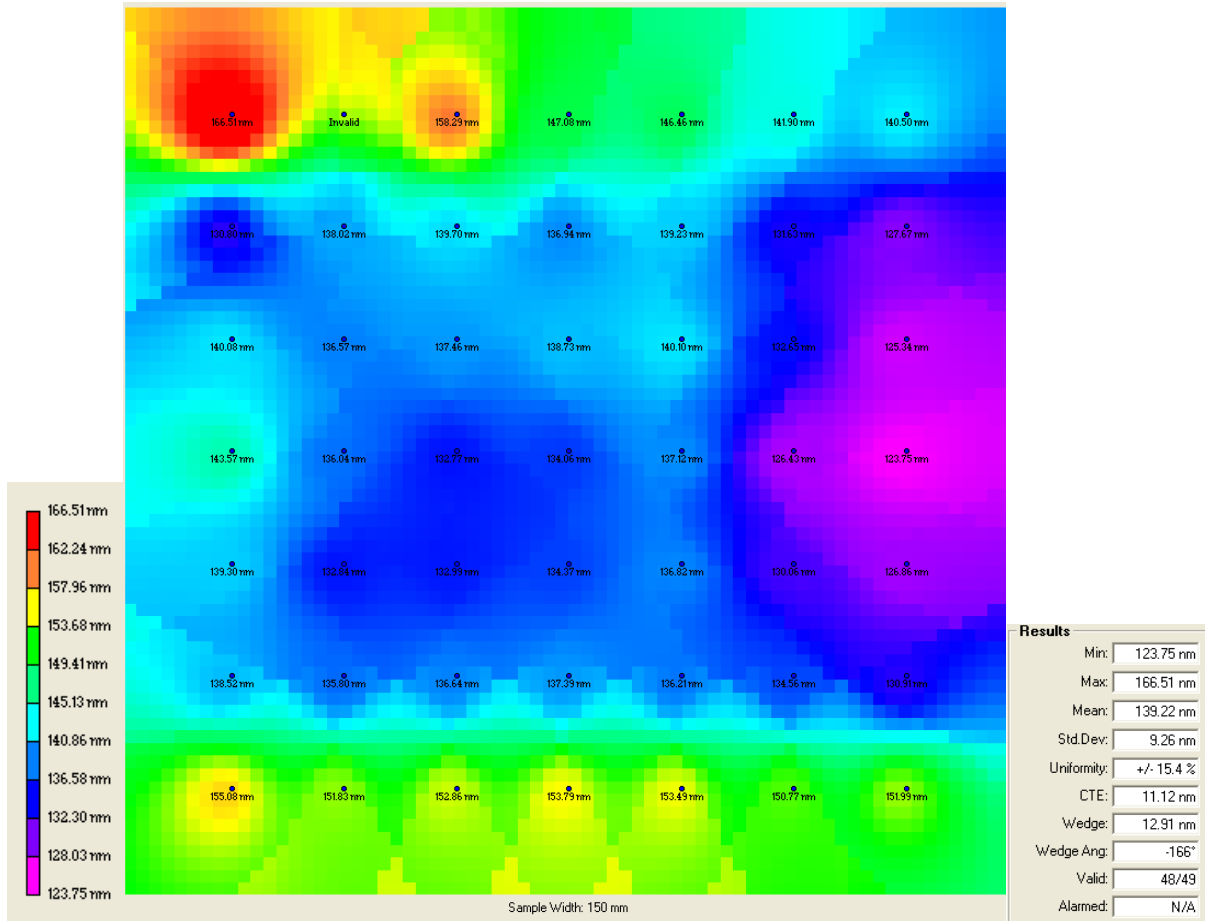 166.51 nm Invalid 158.29 nm 147.08 nm 146.46 nm 141.90 nm 140.50 nm
130.80 nm 138.02 nm 139.70 nm 136.94 nm 139.23 nm 131.63 nm 127.67 nm
140.08 nm 136.57 nm 137.46 nm 138.73 nm 140.10 nm 132.65 nm 125.34 nm
143.57 nm 136.04 nm 132.77 nm 134.06 nm 137.12 nm 126.43 nm 123.75 nm
139.30 nm 132.84 nm 132.99 nm 134.37 nm 136.82 nm 130.06 nm 126.86 nm
138.52 nm 135.80 nm 136.64 nm 137.39 nm 136.21 nm 134.56 nm 130.91 nm
155.08 nm 151.83 nm 152.86 nm 153.79 nm 153.49 nm 150.77 nm 151.99 nm
166.51 nm
162.24 nm
157.96 nm
153.68 nm
149.41 nm
145.13 nm
140.86 nm
136.58 nm
132.30 nm
128.03 nm
123.75 nm
Sample Width: 150 mm
Results
Min: 123.75 nm
Max: 166.51 nm
Mean: 139.22 nm
Std.Dev: 9.26 nm
Uniformity: +/- 15.4 %
CTE: 11.12 nm
Wedge: 12.91 nm
Wedge Ang: -166°
Valid: 48/49
Alarmed: N/A